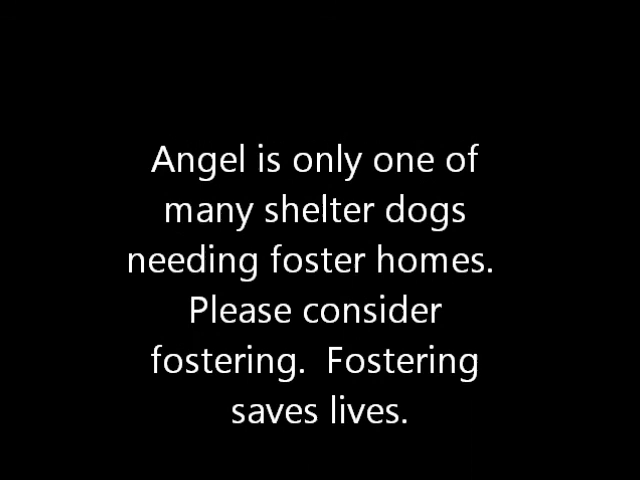 Angel is only one of
many shelter dogs
needing foster homes.
Please consider
fostering.  Fostering
saves lives.